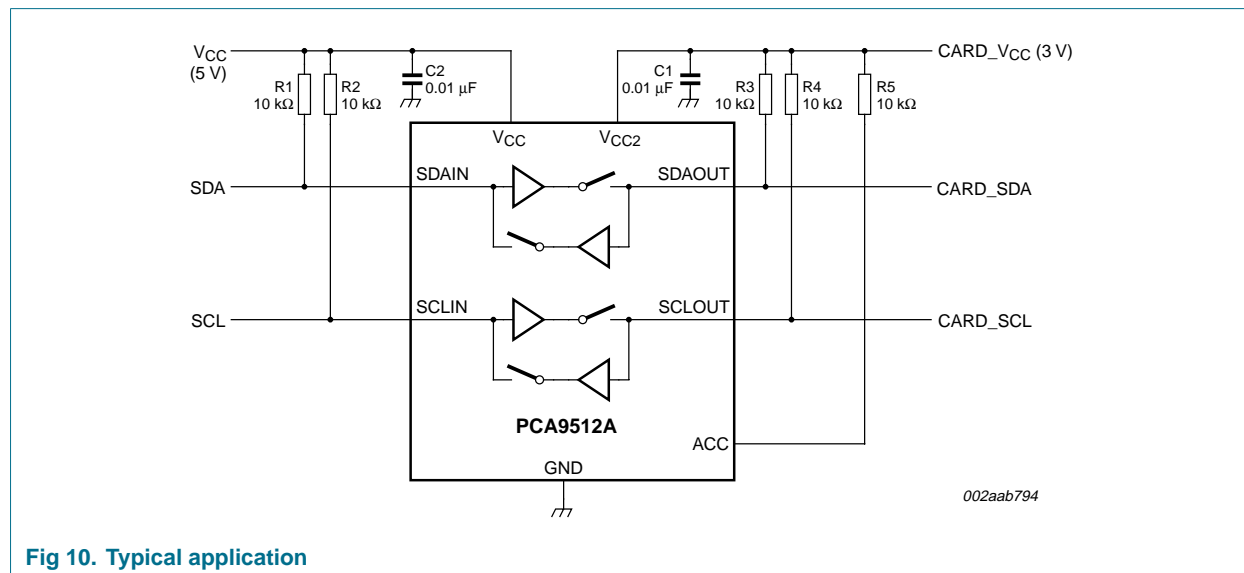 VCC
(5 V)
R1
10 kΩ
R2
10 kΩ
C2
0.01 μF
C1
0.01 μF
R3
10 kΩ
R4
10 kΩ
R5
10 kΩ
CARD_VCC (3 V)
VCC
VCC2
SDA
SDAIN
SDAOUT
CARD_SDA
SCL
SCLIN
SCLOUT
CARD_SCL
PCA9512A
ACC
GND
002aab794
Fig 10. Typical application